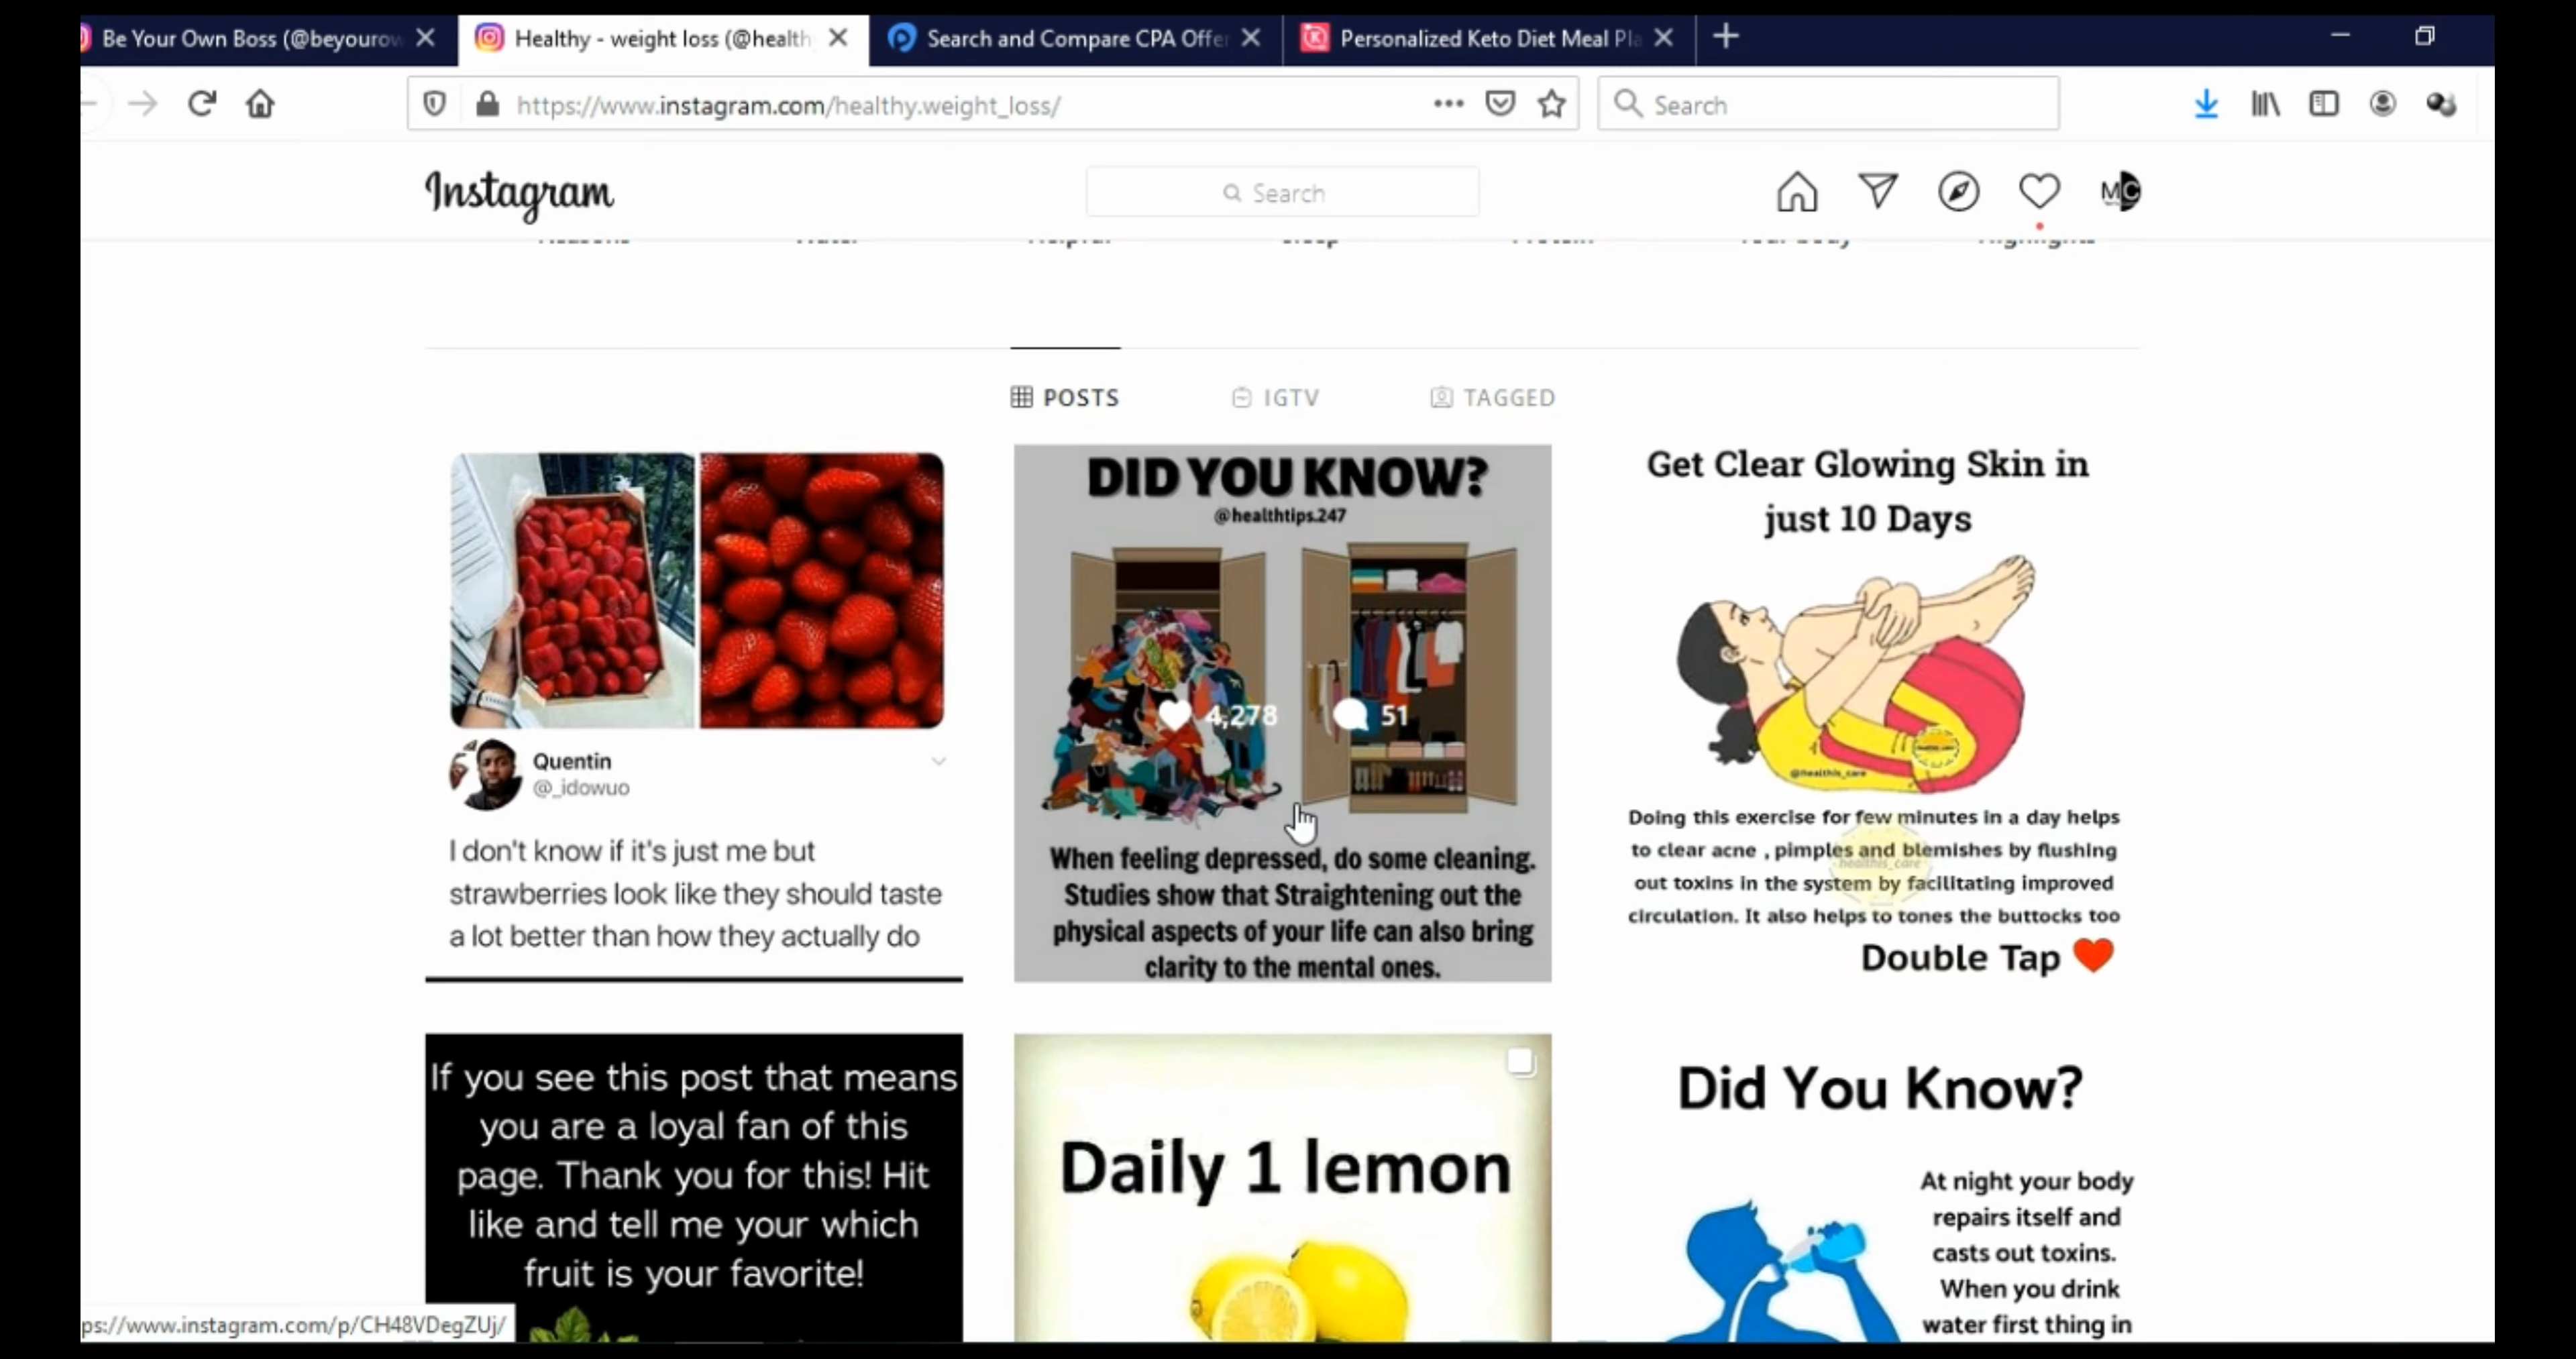 Be Your Own Boss (@beyourow
Healthy - weight loss (@health
Search and Compare CPA Offer
Personalized Keto Diet Meal Pla
https://www.instagram.com/healthy.weight_loss/
Search
Instagram
Search
MC
POSTS
IGTV
TAGGED
Quentin
@_idowuo
I don't know if it's just me but
strawberries look like they should taste
a lot better than how they actually do
DID YOU KNOW?
@healthtips.247
4,278
51
When feeling depressed, do some cleaning.
Studies show that Straightening out the
physical aspects of your life can also bring
clarity to the mental ones.
Get Clear Glowing Skin in
just 10 Days
@healthis_care
Doing this exercise for few minutes in a day helps
to clear acne , pimples and blemishes by flushing
healthis_care
out toxins in the system by facilitating improved
circulation. It also helps to tones the buttocks too
Double Tap
If you see this post that means
you are a loyal fan of this
page. Thank you for this! Hit
like and tell me your which
fruit is your favorite!
Daily 1 lemon
Did You Know?
At night your body
repairs itself and
casts out toxins.
When you drink
water first thing in
ps://www.instagram.com/p/CH48VDegZUj/